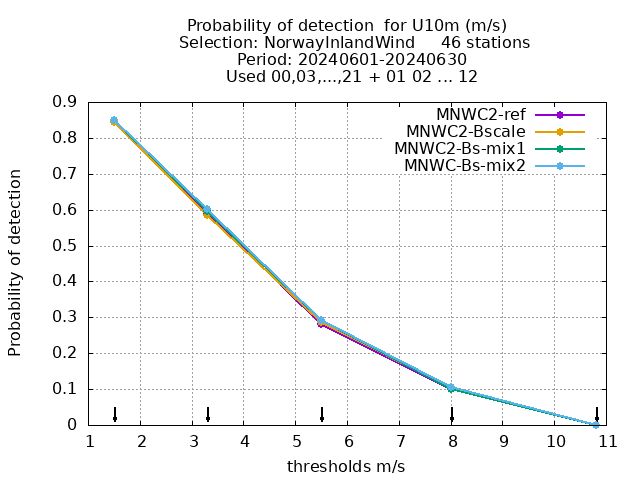 Probability of detection  for U10m (m/s)
Selection: NorwayInlandWind     46 stations
Period: 20240601-20240630
Used 00,03,...,21 + 01 02 ... 12
MNWC2-ref
MNWC2-Bscale
MNWC2-Bs-mix1
MNWC-Bs-mix2
Probability of detection
0.9
0.8
0.7
0.6
0.5
0.4
0.3
0.2
0.1
0
1 2 3 4 5 6 7 8 9 10 11
thresholds m/s